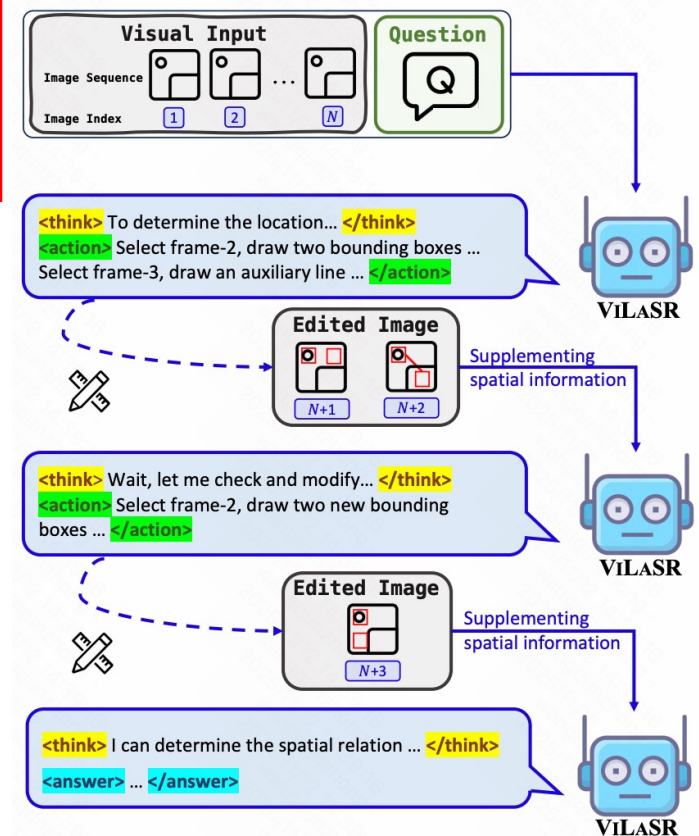 Visual Input
Question
Image Sequence
...
Q
Image Index
1
2
N
<think> To determine the location... </think>
<action> Select frame-2, draw two bounding boxes ...
Select frame-3, draw an auxiliary line ... </action>
VILASR
Edited Image
N+1
N+2
Supplementing
spatial information
<think> Wait, let me check and modify... </think>
<action> Select frame-2, draw two new bounding
boxes ... </action>
VILASR
Edited Image
N+3
Supplementing
spatial information
<think> I can determine the spatial relation ... </think>
<answer> ... </answer>
VILASR